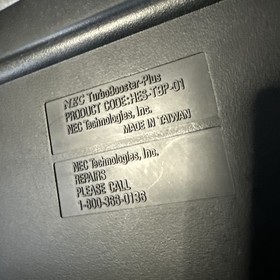 NEC TurboBooster-Plus
PRODUCT CODE:HES-TBP-01
NEC Technologies, Inc.
MADE IN TAIWAN
NEC Technologies, Inc.
REPAIRS
PLEASE CALL
1-800-366-0136